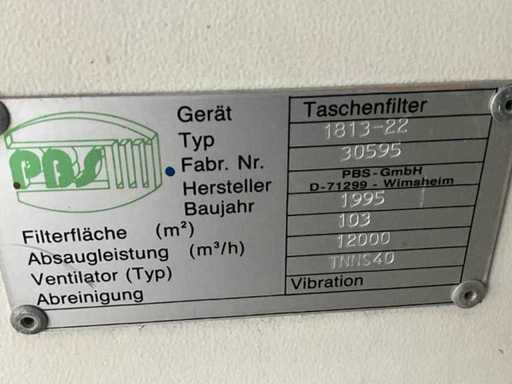 PBS
Gerät Taschenfilter
Typ 1813-22
Fabr. Nr. 30595
Hersteller PBS-GmbH
D-71299 - Wimsheim
Baujahr 1995
Filterfläche (m²) 103
Absaugleistung (m³/h) 12000
Ventilator (Typ) TNNS40
Abreinigung Vibration